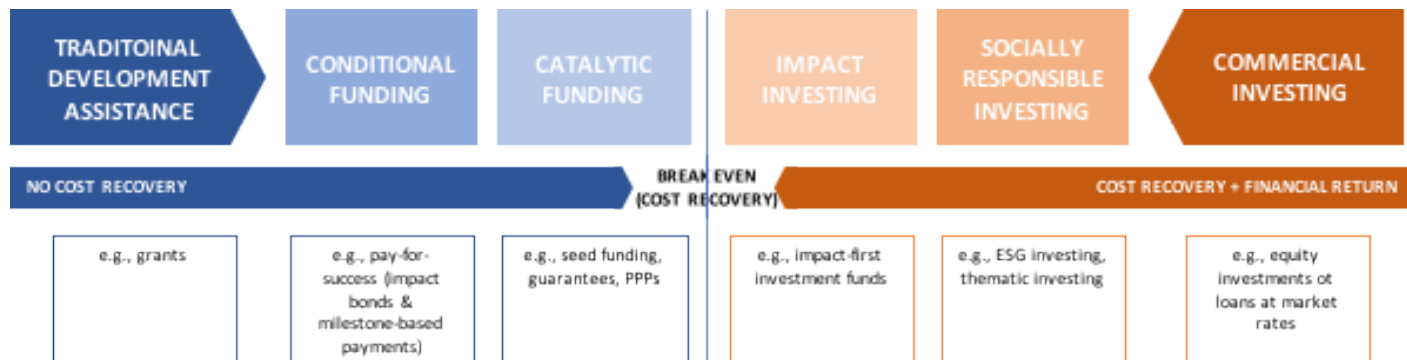 TRADITOINAL
DEVELOPMENT
ASSISTANCE
CONDITIONAL
FUNDING
CATALYTIC
FUNDING
IMPACT
INVESTING
SOCIALLY
RESPONSIBLE
INVESTING
COMMERCIAL
INVESTING
NO COST RECOVERY
BREAK EVEN
(COST RECOVERY)
COST RECOVERY + FINANCIAL RETURN
e.g., grants
e.g., pay-for-
success (impact
bonds &
milestone-based
payments)
e.g., seed funding,
guarantees, PPPs
e.g., impact-first
investment funds
e.g., ESG investing,
thematic investing
e.g., equity
investments ot
loans at market
rates